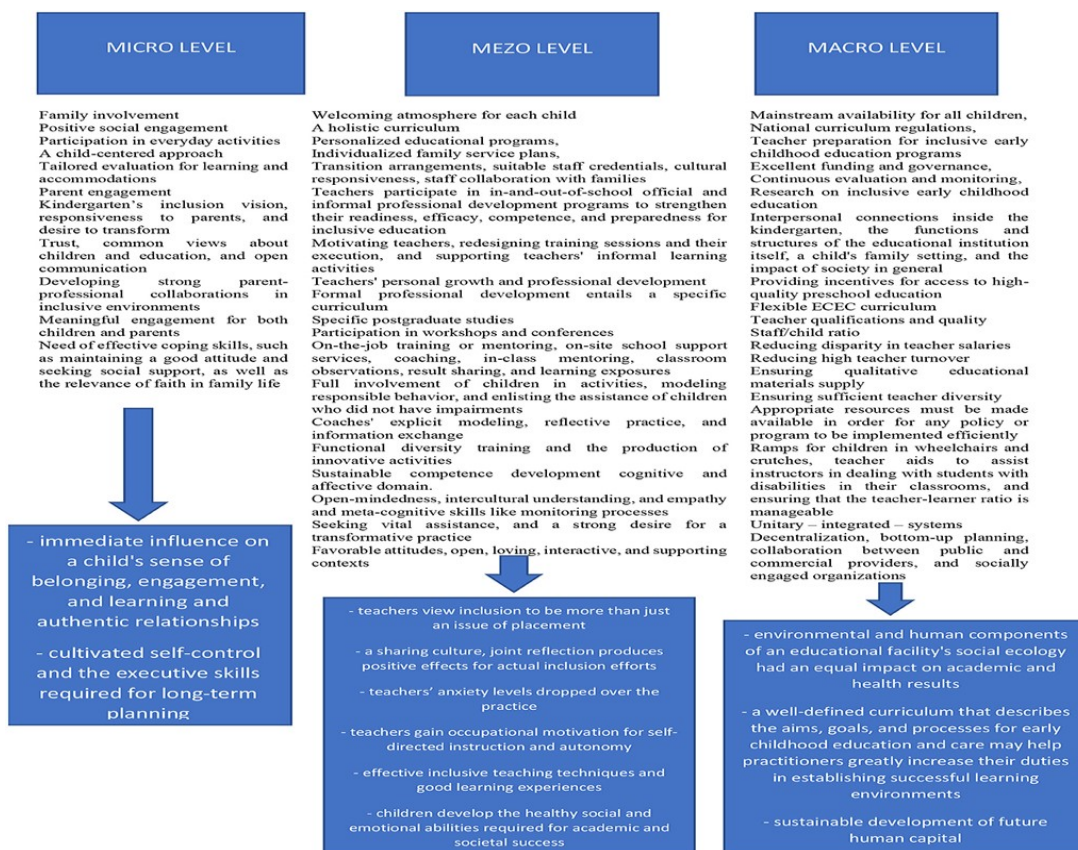 MICRO LEVEL
Family involvement
Positive social engagement
Participation in everyday activities
A child-centered approach
Tailored evaluation for learning and
accommodations
Parent engagement
Kindergarten's inclusion vision,
responsiveness to parents, and
desire to transform
Trust, common views about
children and education, and open
communication
Developing strong parent-
professional collaborations in
inclusive environments
Meaningful engagement for both
children and parents
Need of effective coping skills, such
as maintaining a good attitude and
seeking social support, as well as
the relevance of faith in family life
- immediate influence on
a child's sense of
belonging, engagement,
and learning and
authentic relationships
- cultivated self-control
and the executive skills
required for long-term
planning
MEZO LEVEL
Welcoming atmosphere for each child
A holistic curriculum
Personalized educational programs,
Individualized family service plans,
Transition arrangements, suitable staff credentials, cultural
responsiveness, staff collaboration with families
Teachers participate in in-and-out-of-school official and
informal professional development programs to strengthen
their readiness, efficacy, competence, and preparedness for
inclusive education
Motivating teachers, redesigning training sessions and their
execution, and supporting teachers' informal learning
activities
Teachers' personal growth and professional development
Formal professional development entails a specific
curriculum
Specific postgraduate studies
Participation in workshops and conferences
On-the-job training or mentoring, on-site school support
services, coaching, in-class mentoring, classroom
observations, result sharing, and learning exposures
Full involvement of children in activities, modeling
responsible behavior, and enlisting the assistance of children
who did not have impairments
Coaches' explicit modeling, reflective practice, and
information exchange
Functional diversity training and the production of
innovative activities
Sustainable competence development cognitive and
affective domain.
Open-mindedness, intercultural understanding, and empathy
and meta-cognitive skills like monitoring processes
Seeking vital assistance, and a strong desire for a
transformative practice
Favorable attitudes, open, loving, interactive, and supporting
contexts
- teachers view inclusion to be more than just
an issue of placement
- a sharing culture, joint reflection produces
positive effects for actual inclusion efforts
- teachers' anxiety levels dropped over the
practice
- teachers gain occupational motivation for self-
directed instruction and autonomy
- effective inclusive teaching techniques and
good learning experiences
- children develop the healthy social and
emotional abilities required for academic and
societal success
MACRO LEVEL
Mainstream availability for all children,
National curriculum regulations,
Teacher preparation for inclusive early
childhood education programs
Excellent funding and governance,
Continuous evaluation and monitoring,
Research on inclusive early childhood
education
Interpersonal connections inside the
kindergarten, the functions and
structures of the educational institution
itself, a child's family setting, and the
impact of society in general
Providing incentives for access to high-
quality preschool education
Flexible ECEC curriculum
Teacher qualifications and quality
Staff/child ratio
Reducing disparity in teacher salaries
Reducing high teacher turnover
Ensuring qualitative educational
materials supply
Ensuring sufficient teacher diversity
Appropriate resources must be made
available in order for any policy or
program to be implemented efficiently
Ramps for children in wheelchairs and
crutches, teacher aids to assist
instructors in dealing with students with
disabilities in their classrooms, and
ensuring that the teacher-learner ratio is
manageable
Unitary – integrated – systems
Decentralization, bottom-up planning,
collaboration between public and
commercial providers, and socially
engaged organizations
- environmental and human components
of an educational facility's social ecology
had an equal impact on academic and
health results
- a well-defined curriculum that describes
the aims, goals, and processes for early
childhood education and care may help
practitioners greatly increase their duties
in establishing successful learning
environments
- sustainable development of future
human capital